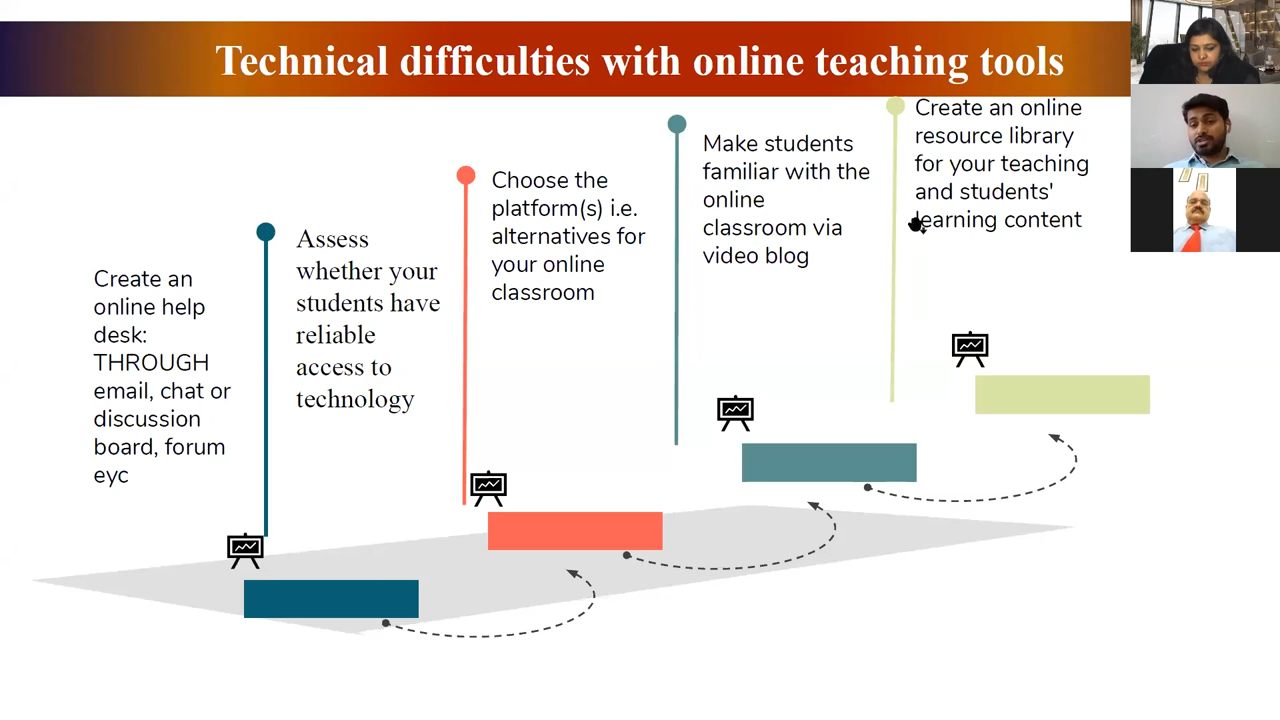 Technical difficulties with online teaching tools
Create an
online help
desk:
THROUGH
email, chat or
discussion
board, forum
eyc
Assess
whether your
students have
reliable
access to
technology
Choose the
platform(s) i.e.
alternatives for
your online
classroom
Make students
familiar with the
online
classroom via
video blog
Create an online
resource library
for your teaching
and students'
learning content